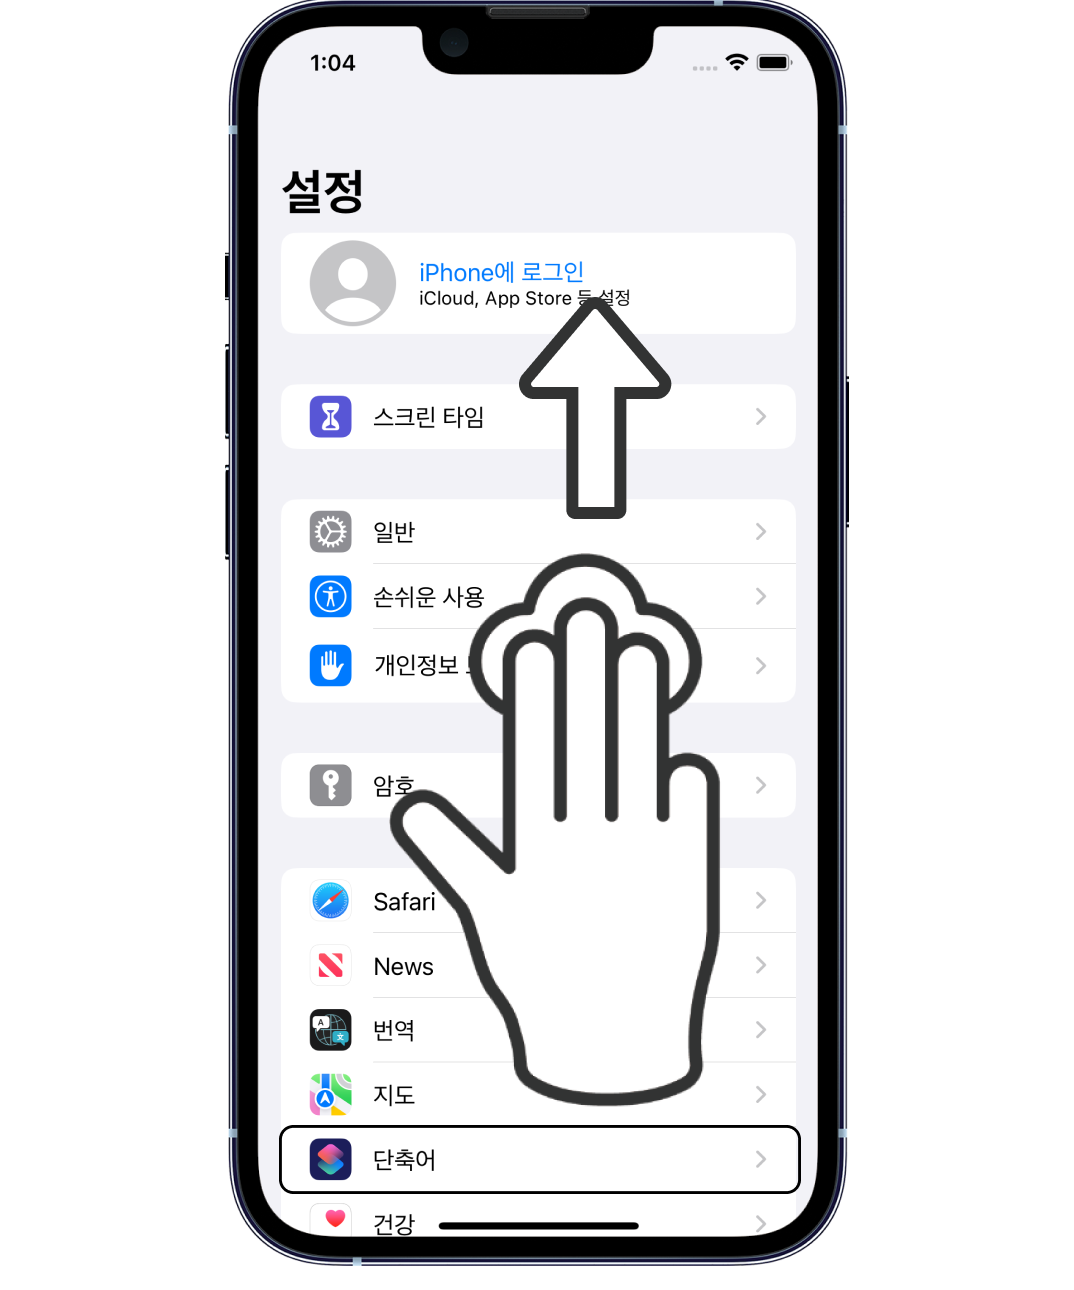 1:04
설정
iPhone에 로그인
iCloud, App Store 등 설정
스크린 타임
일반
손쉬운 사용
개인정보
암호
Safari
News
번역
지도
단축어
건강